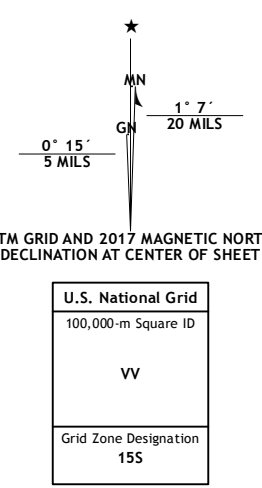 ★
MN
1° 7´
20 MILS
GN
0° 15´
5 MILS
TM GRID AND 2017 MAGNETIC NORT
DECLINATION AT CENTER OF SHEET
U.S. National Grid
100,000-m Square ID
VV
Grid Zone Designation
15S